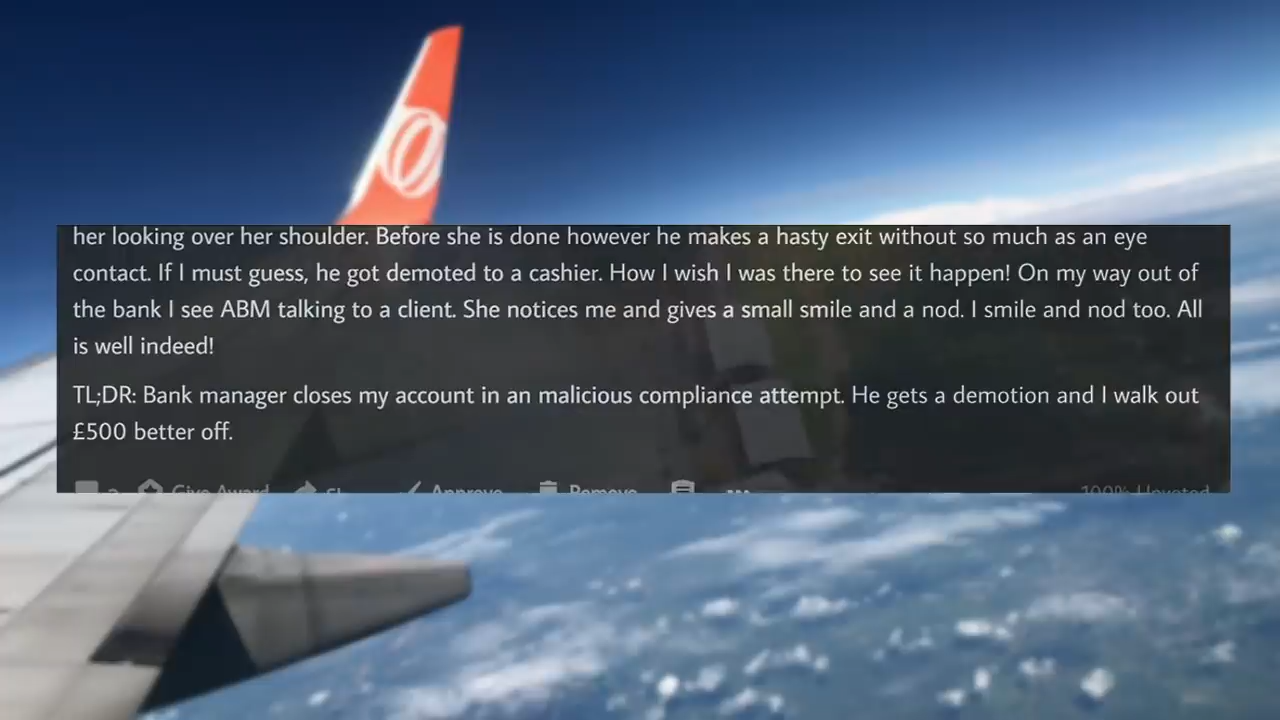 her looking over her shoulder. Before she is done however he makes a hasty exit without so much as an eye
contact. If I must guess, he got demoted to a cashier. How I wish I was there to see it happen! On my way out of
the bank I see ABM talking to a client. She notices me and gives a small smile and a nod. I smile and nod too. All
is well indeed!
TL;DR: Bank manager closes my account in an malicious compliance attempt. He gets a demotion and I walk out
£500 better off.
Give Award Approve Remove 100% Upvoted